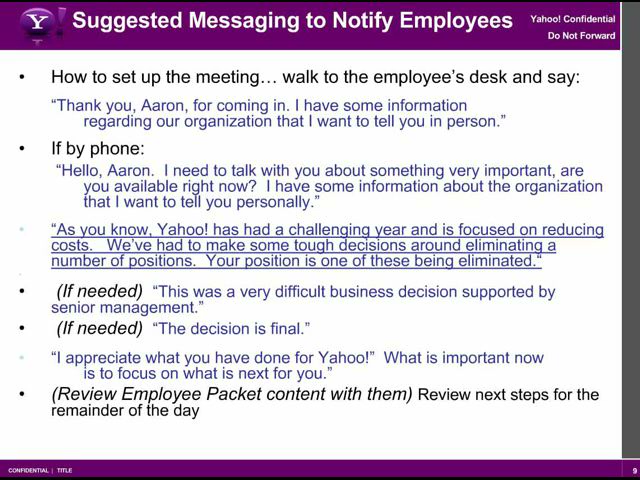 Y!
Suggested Messaging to Notify Employees
Yahoo! Confidential
Do Not Forward
• How to set up the meeting… walk to the employee's desk and say:
“Thank you, Aaron, for coming in. I have some information
regarding our organization that I want to tell you in person.”
• If by phone:
“Hello, Aaron.  I need to talk with you about something very important, are
you available right now?  I have some information about the organization
that I want to tell you personally.”
• “As you know, Yahoo! has had a challenging year and is focused on reducing
costs.   We've had to make some tough decisions around eliminating a
number of positions.  Your position is one of these being eliminated.“
• (If needed)  “This was a very difficult business decision supported by
senior management.”
• (If needed)  “The decision is final.”
• “I appreciate what you have done for Yahoo!”  What is important now
is to focus on what is next for you.”
• (Review Employee Packet content with them) Review next steps for the
remainder of the day
CONFIDENTIAL | TITLE
9